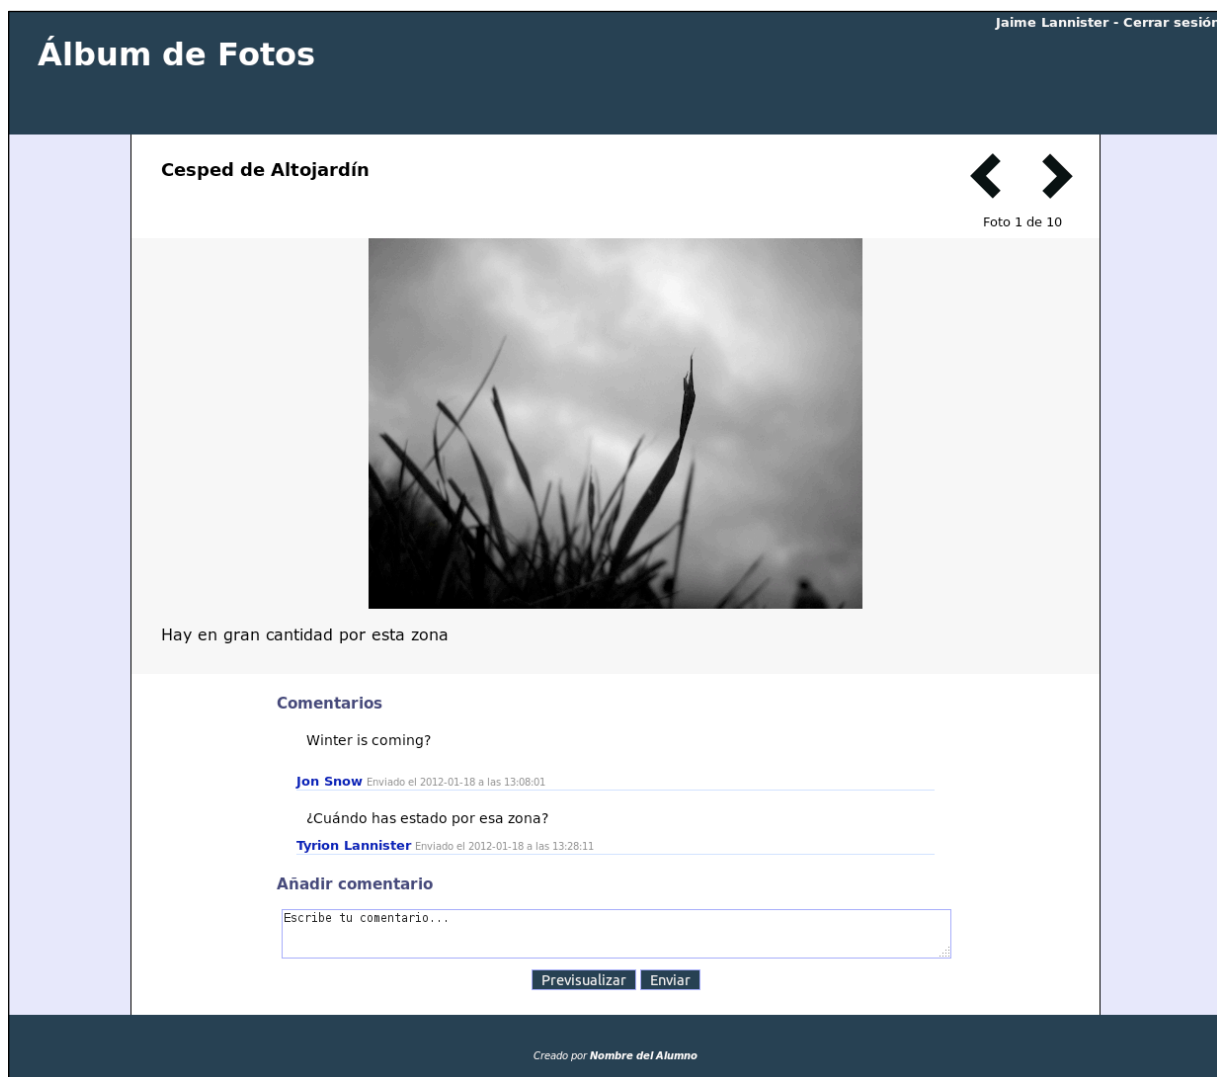 Jaime Lannister - Cerrar sesión
Álbum de Fotos
Cesped de Altojardín
Foto 1 de 10
Hay en gran cantidad por esta zona
Comentarios
Winter is coming?
Jon Snow Enviado el 2012-01-18 a las 13:08:01
¿Cuándo has estado por esa zona?
Tyrion Lannister Enviado el 2012-01-18 a las 13:28:11
Añadir comentario
Escribe tu comentario...
Previsualizar Enviar
Creado por Nombre del Alumno